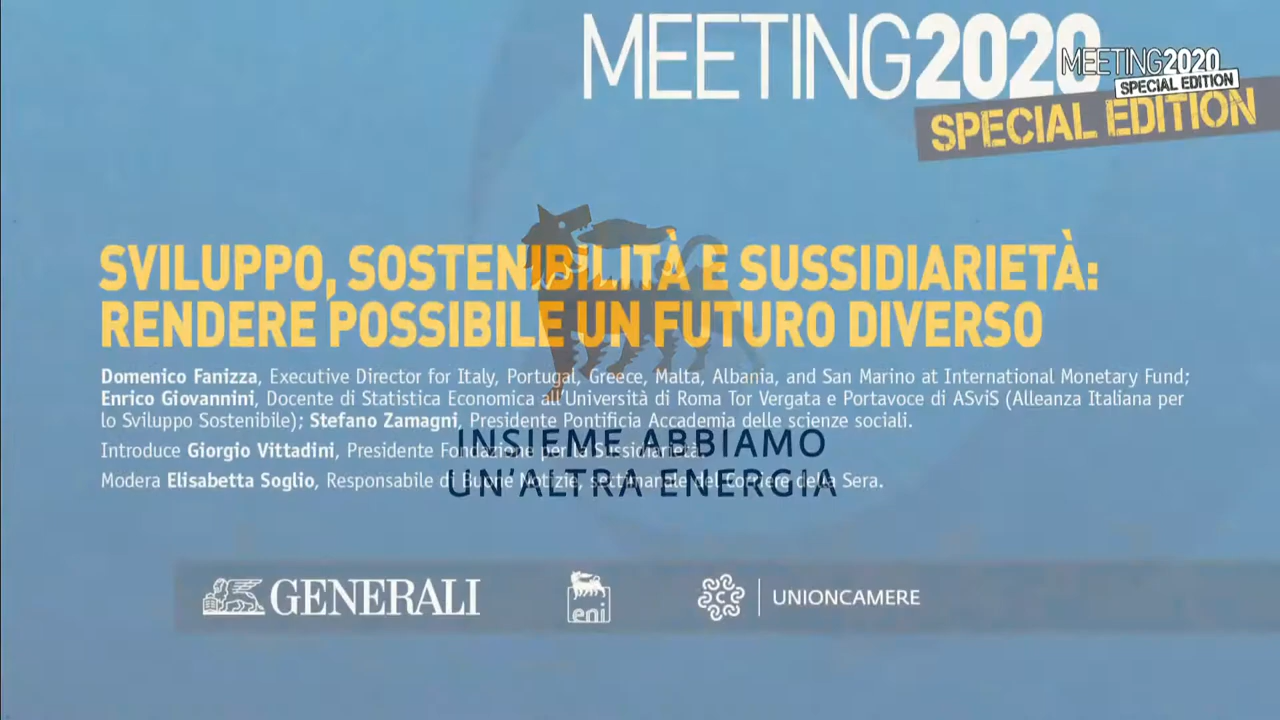 MEETING2020
SPECIAL EDITION
MEETING2020
SPECIAL EDITION
SVILUPPO, SOSTENIBILITÀ E SUSSIDIARIETÀ:
RENDERE POSSIBILE UN FUTURO DIVERSO
Domenico Fanizza, Executive Director for Italy, Portugal, Greece, Malta, Albania, and San Marino at International Monetary Fund;
Enrico Giovannini, Docente di Statistica Economica all'Università di Roma Tor Vergata e Portavoce di ASviS (Alleanza Italiana per
lo Sviluppo Sostenibile); Stefano Zamagni, Presidente Pontificia Accademia delle scienze sociali.
Introduce Giorgio Vittadini, Presidente Fondazione per la Sussidiarietà.
Modera Elisabetta Soglio, Responsabile di Buone Notizie, settimanale del Corriere della Sera.
INSIEME ABBIAMO
UN'ALTRA ENERGIA
GENERALI
eni
C
UNIONCAMERE